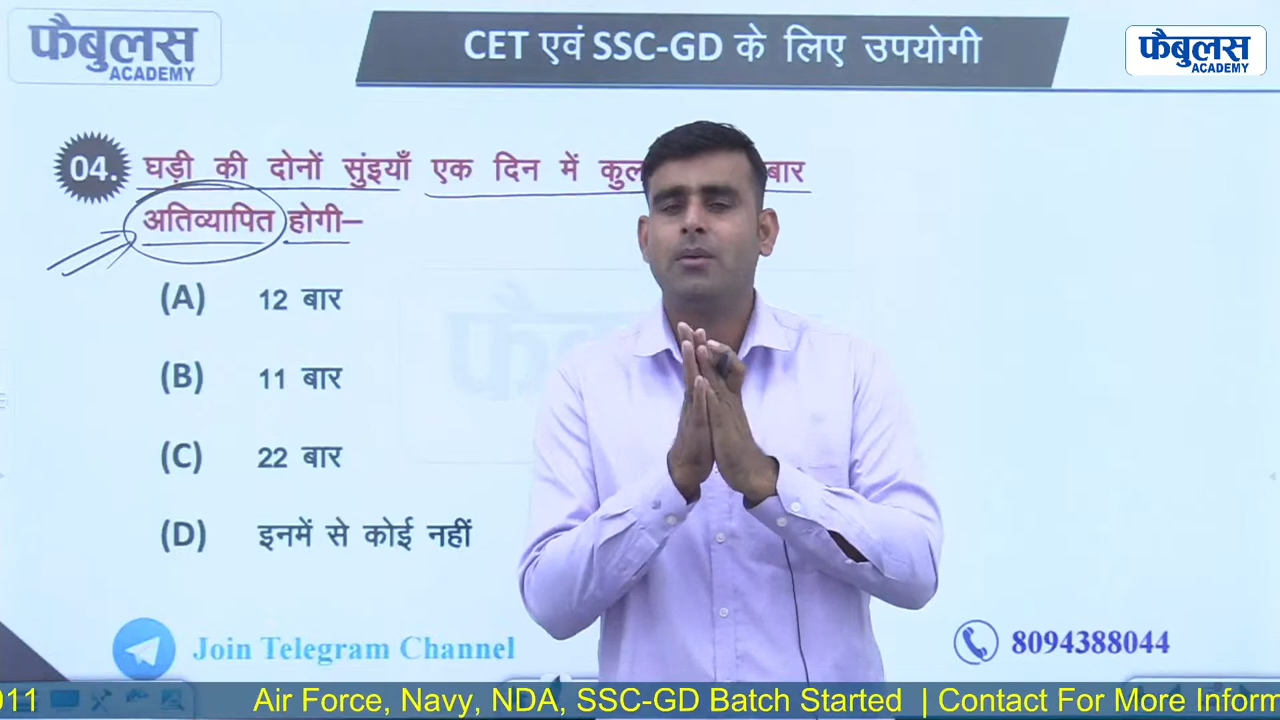 फैबुलस
ACADEMY
CET एवं SSC-GD के लिए उपयोगी
फैबुलस
ACADEMY
04. घड़ी की दोनों सुंइयाँ एक दिन में कुल बार
अतिव्यापित होगी–
(A) 12 बार
(B) 11 बार
(C) 22 बार
(D) इनमें से कोई नहीं
Join Telegram Channel
8094388044
011 Air Force, Navy, NDA, SSC-GD Batch Started | Contact For More Inform